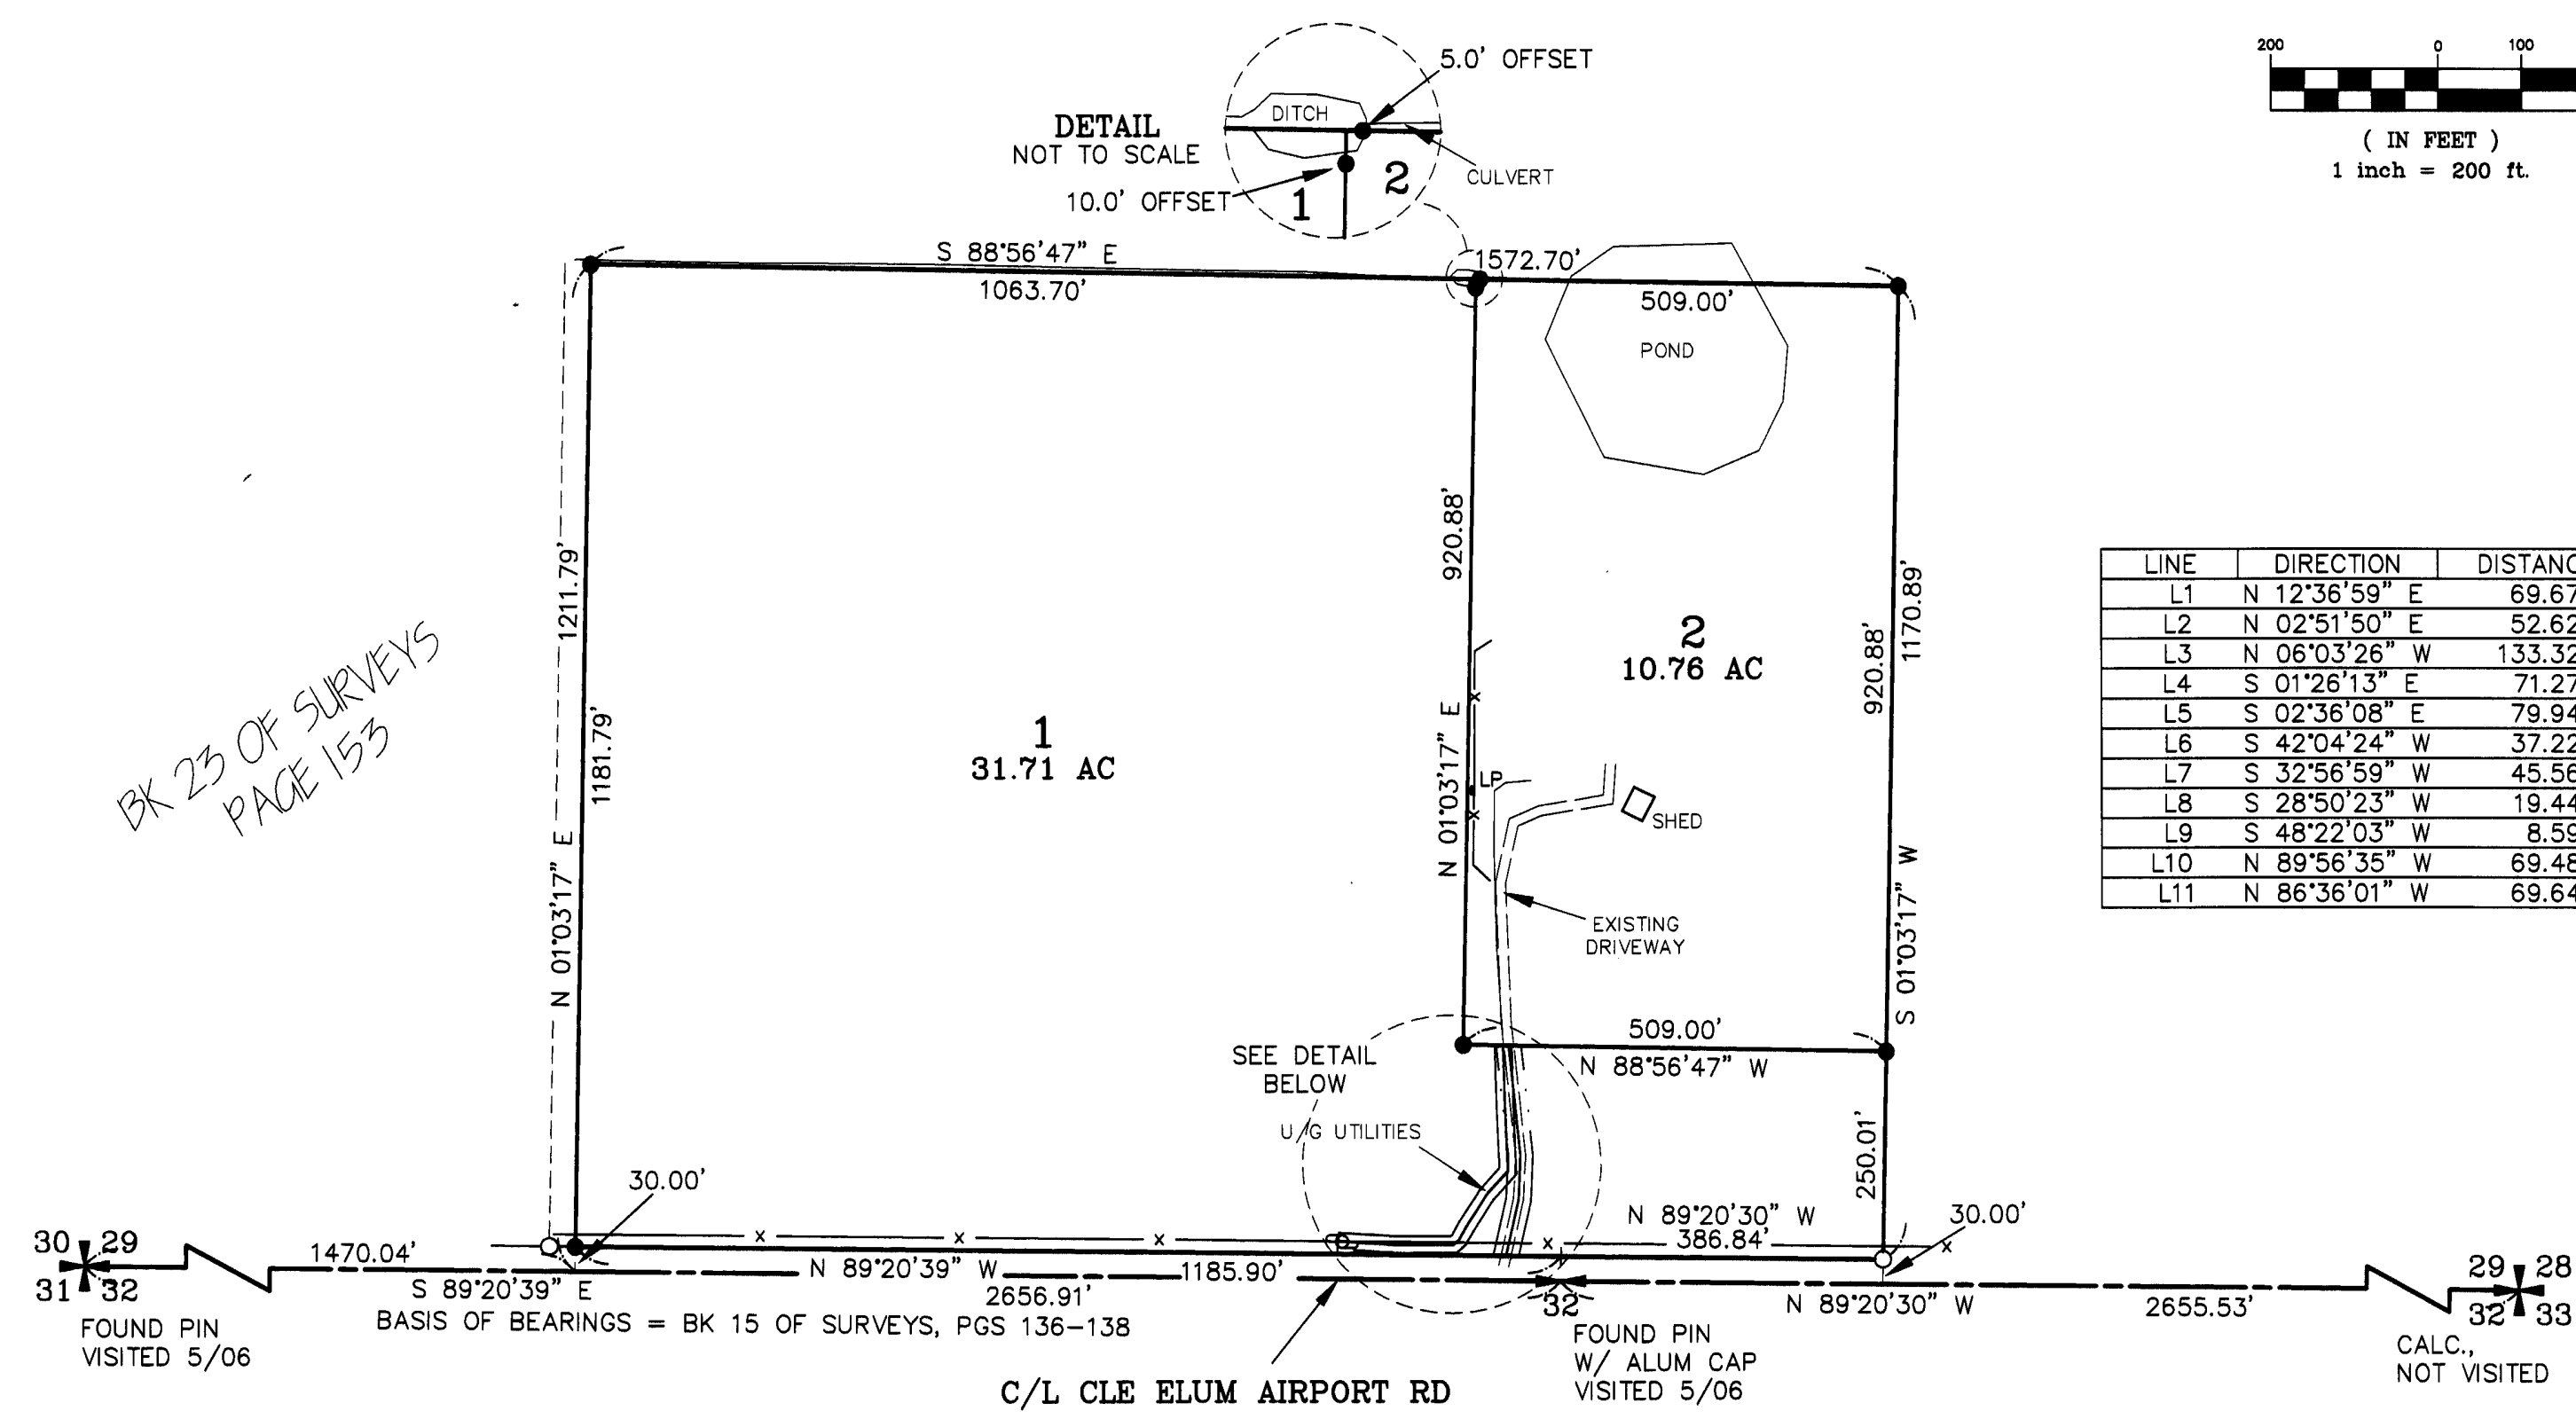 5.0' OFFSET
DITCH
DETAIL
NOT TO SCALE
CULVERT
10.0' OFFSET
1
2
200 0 100
( IN FEET )
1 inch = 200 ft.
S 88°56'47" E
1063.70'
1572.70'
509.00'
POND
1211.79'
1181.79'
N 01°03'17" E
920.88'
N 01°03'17" E
920.88'
1170.89'
S 01°03'17" W
1
31.71 AC
2
10.76 AC
LP
SHED
EXISTING
DRIVEWAY
BK 23 OF SURVEYS
PAGE 153
LINE DIRECTION DISTANC
L1 N 12°36'59" E 69.67
L2 N 02°51'50" E 52.62
L3 N 06°03'26" W 133.32
L4 S 01°26'13" E 71.27
L5 S 02°36'08" E 79.94
L6 S 42°04'24" W 37.22
L7 S 32°56'59" W 45.56
L8 S 28°50'23" W 19.44
L9 S 48°22'03" W 8.59
L10 N 89°56'35" W 69.48
L11 N 86°36'01" W 69.64
509.00'
N 88°56'47" W
SEE DETAIL
BELOW
U/G UTILITIES
250.01'
30.00'
N 89°20'30" W
386.84'
30.00'
30 29
31 32
1470.04'
S 89°20'39" E
N 89°20'39" W
1185.90'
2656.91'
BASIS OF BEARINGS = BK 15 OF SURVEYS, PGS 136-138
FOUND PIN
VISITED 5/06
C/L CLE ELUM AIRPORT RD
32
FOUND PIN
W/ ALUM CAP
VISITED 5/06
N 89°20'30" W
2655.53'
29 28
32 33
CALC.,
NOT VISITED